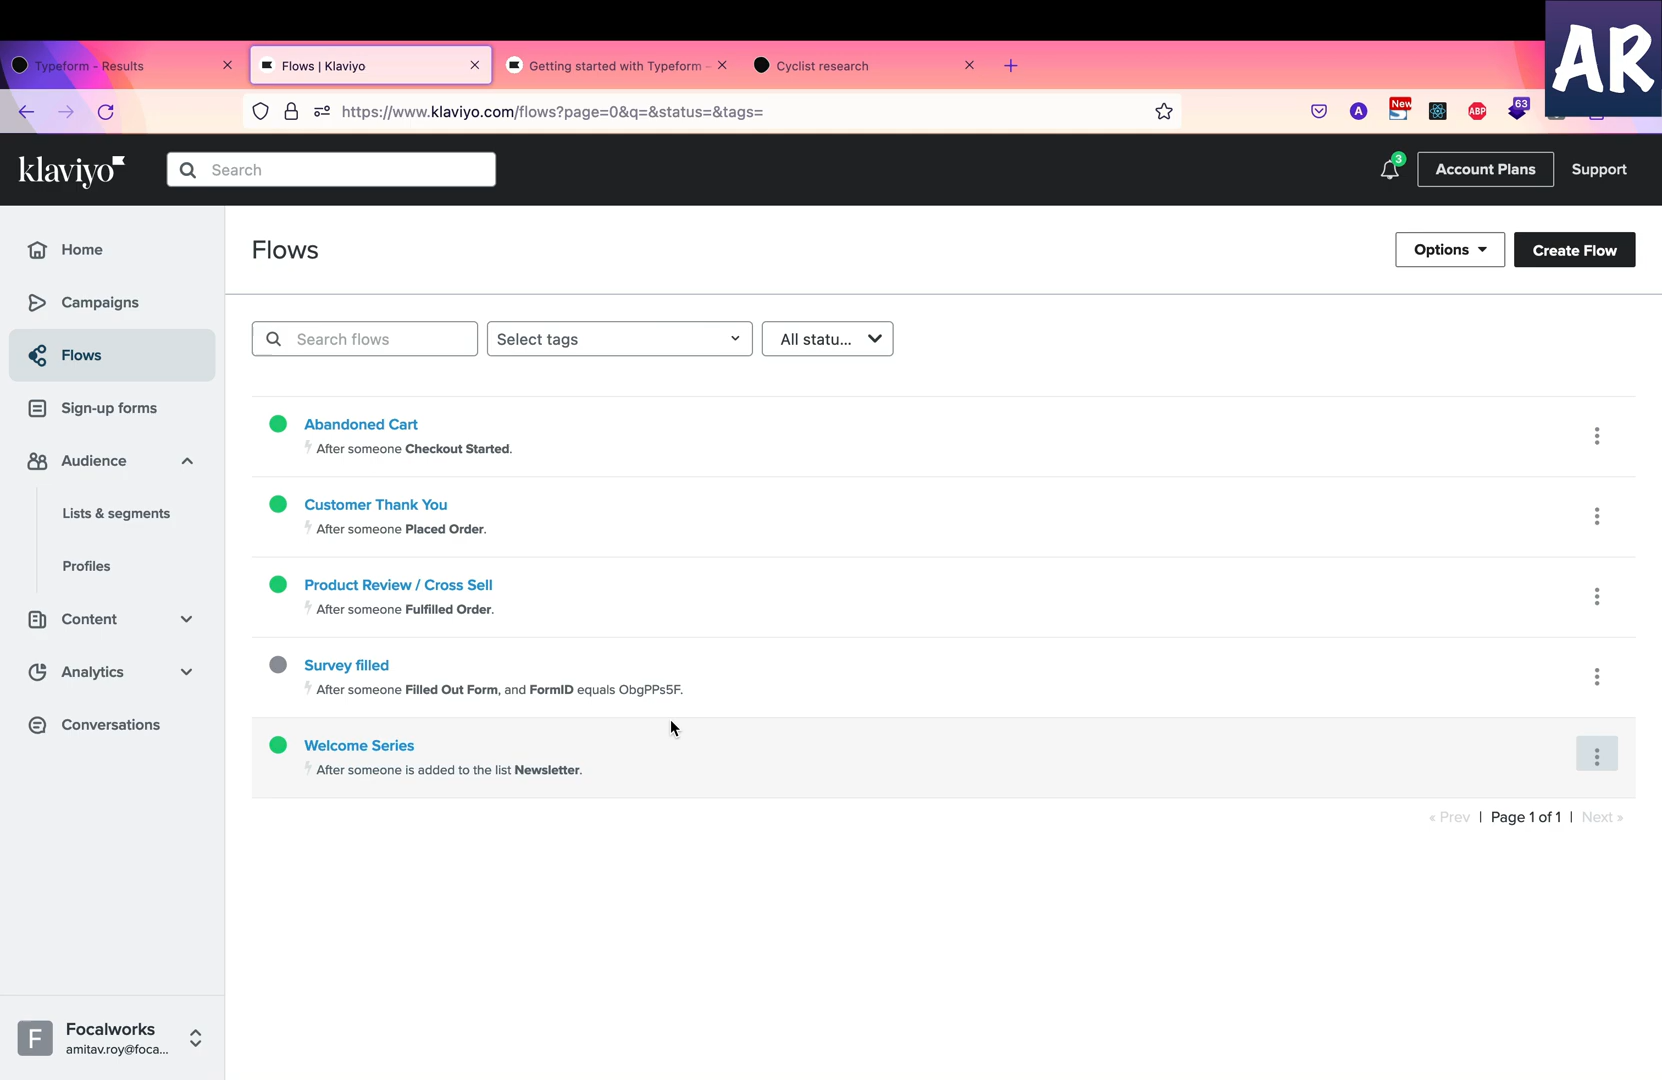 AR
Typeform - Results
Flows | Klaviyo
Getting started with Typeform -
Cyclist research
https://www.klaviyo.com/flows?page=0&q=&status=&tags=
A
New
S
ABP
63
klaviyo
Search
3
Account Plans
Support
Home
Campaigns
Flows
Sign-up forms
Audience
Lists & segments
Profiles
Content
Analytics
Conversations
F
Focalworks
amitav.roy@foca...
Flows
Options
Create Flow
Search flows
Select tags
All statu...
Abandoned Cart
After someone Checkout Started.
Customer Thank You
After someone Placed Order.
Product Review / Cross Sell
After someone Fulfilled Order.
Survey filled
After someone Filled Out Form, and FormID equals ObgPPs5F.
Welcome Series
After someone is added to the list Newsletter.
« Prev | Page 1 of 1 | Next »